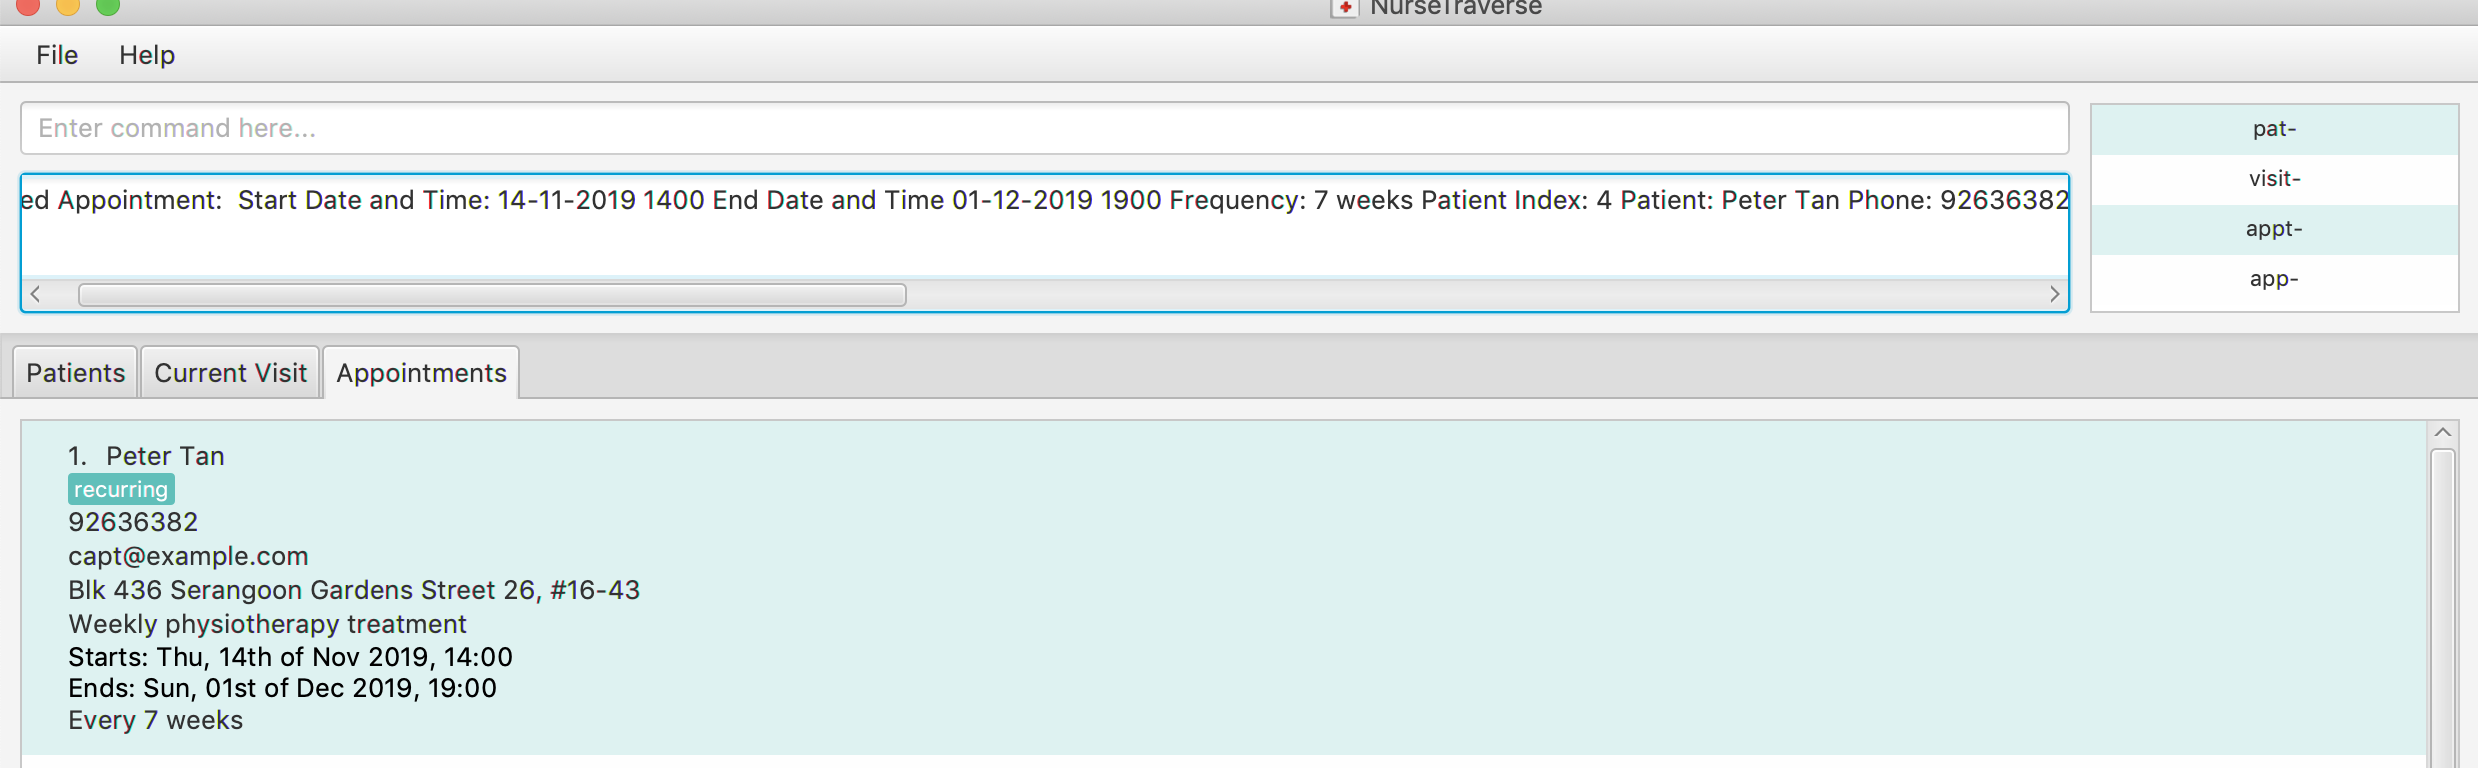 NurseTraverse
File Help
Enter command here...
pat-
visit-
appt-
app-
ed Appointment:  Start Date and Time: 14-11-2019 1400 End Date and Time 01-12-2019 1900 Frequency: 7 weeks Patient Index: 4 Patient: Peter Tan Phone: 92636382
Patients Current Visit Appointments
1. Peter Tan
recurring
92636382
capt@example.com
Blk 436 Serangoon Gardens Street 26, #16-43
Weekly physiotherapy treatment
Starts: Thu, 14th of Nov 2019, 14:00
Ends: Sun, 01st of Dec 2019, 19:00
Every 7 weeks